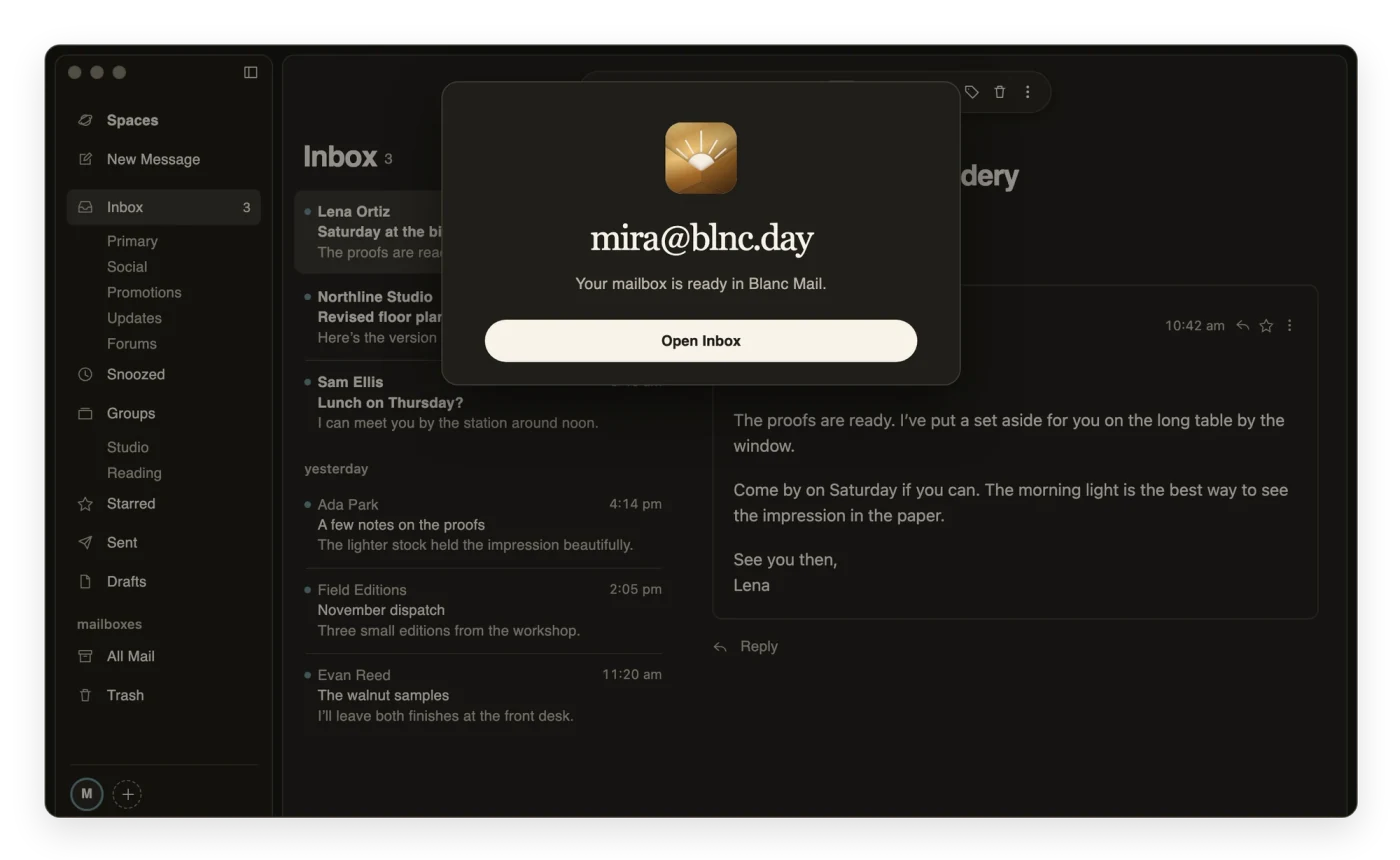 Spaces
New Message
Inbox 3
Primary
Social
Promotions
Updates
Forums
Snoozed
Groups
Studio
Reading
Starred
Sent
Drafts
mailboxes
All Mail
Trash
M
Inbox 3
Lena Ortiz
Saturday at the
The proofs are
Northline Studio
Revised floor
Here’s the version
Sam Ellis
Lunch on Thursday?
I can meet you by the station around noon.
yesterday
Ada Park 4:14 pm
A few notes on the proofs
The lighter stock held the impression beautifully.
Field Editions 2:05 pm
November dispatch
Three small editions from the workshop.
Evan Reed 11:20 am
The walnut samples
I’ll leave both finishes at the front desk.
mira@blnc.day
Your mailbox is ready in Blanc Mail.
Open Inbox
10:42 am
The proofs are ready. I’ve put a set aside for you on the long table by the
window.
Come by on Saturday if you can. The morning light is the best way to see
the impression in the paper.
See you then,
Lena
Reply